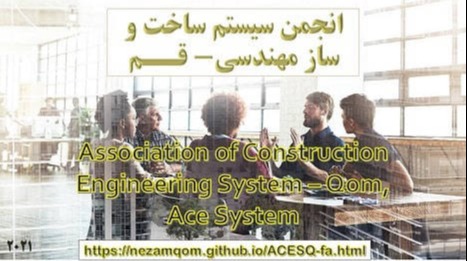 انجمن سیستم ساخت و
ساز مهندسی – قــــم
Association of Construction
Engineering System – Qom,
Ace System
۲۰۲۱
https://nezamqom.github.io/ACESQ-fa.html